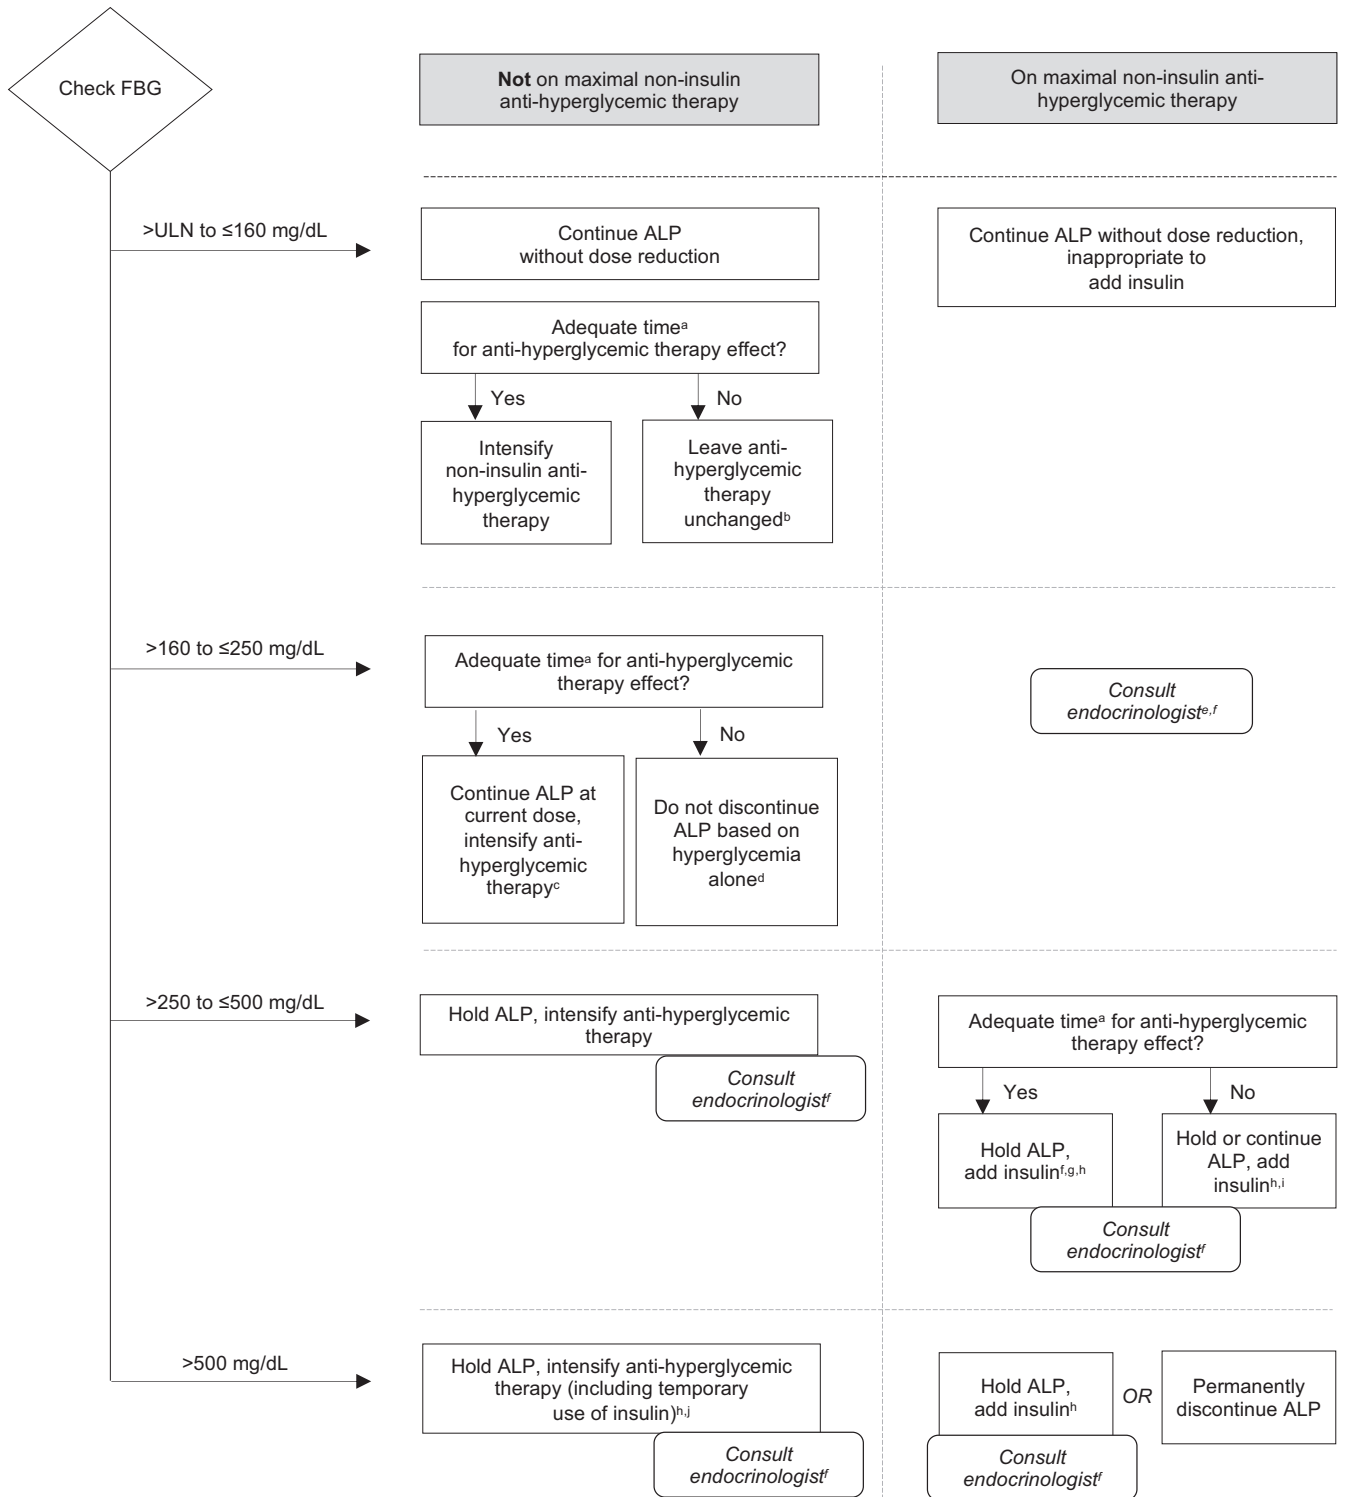 Check FBG
Not on maximal non-insulin
anti-hyperglycemic therapy
On maximal non-insulin anti-
hyperglycemic therapy
>ULN to ≤160 mg/dL
Continue ALP
without dose reduction
Continue ALP without dose reduction,
inappropriate to
add insulin
Adequate timeᵃ
for anti-hyperglycemic therapy effect?
Yes
No
Intensify
non-insulin anti-
hyperglycemic
therapy
Leave anti-
hyperglycemic
therapy
unchangedᵇ
>160 to ≤250 mg/dL
Adequate timeᵃ for anti-hyperglycemic
therapy effect?
Yes
No
Continue ALP at
current dose,
intensify anti-
hyperglycemic
therapyᶜ
Do not discontinue
ALP based on
hyperglycemia
aloneᵈ
Consult
endocrinologistᵉ,ᶠ
>250 to ≤500 mg/dL
Hold ALP, intensify anti-hyperglycemic
therapy
Consult
endocrinologistᶠ
Adequate timeᵃ for anti-hyperglycemic
therapy effect?
Yes
No
Hold ALP,
add insulinᶠ,ᵍ,ʰ
Hold or continue
ALP, add
insulinʰ,ⁱ
Consult
endocrinologistᶠ
>500 mg/dL
Hold ALP, intensify anti-hyperglycemic
therapy (including temporary
use of insulin)ʰ,ʲ
Consult
endocrinologistᶠ
Hold ALP,
add insulinʰ
OR
Permanently
discontinue ALP
Consult
endocrinologistᶠ